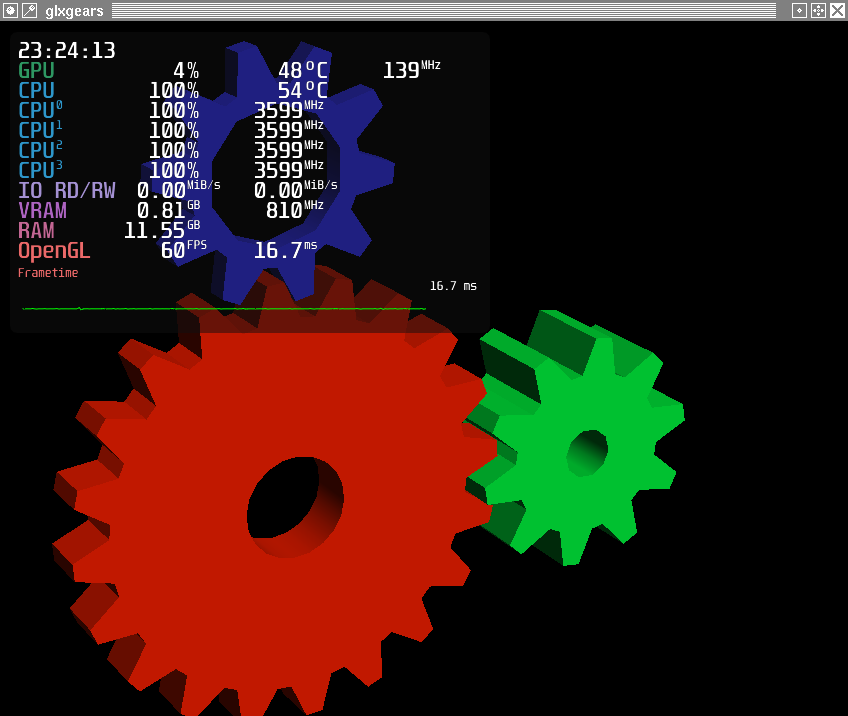 glxgears
23:24:13
GPU 4% 48°C 139MHz
CPU 100% 54°C
CPU0 100% 3599MHz
CPU1 100% 3599MHz
CPU2 100% 3599MHz
CPU3 100% 3599MHz
IO RD/RW 0.00MiB/s 0.00MiB/s
VRAM 0.81GB 810MHz
RAM 11.55GB
OpenGL 60FPS 16.7ms
Frametime
16.7 ms